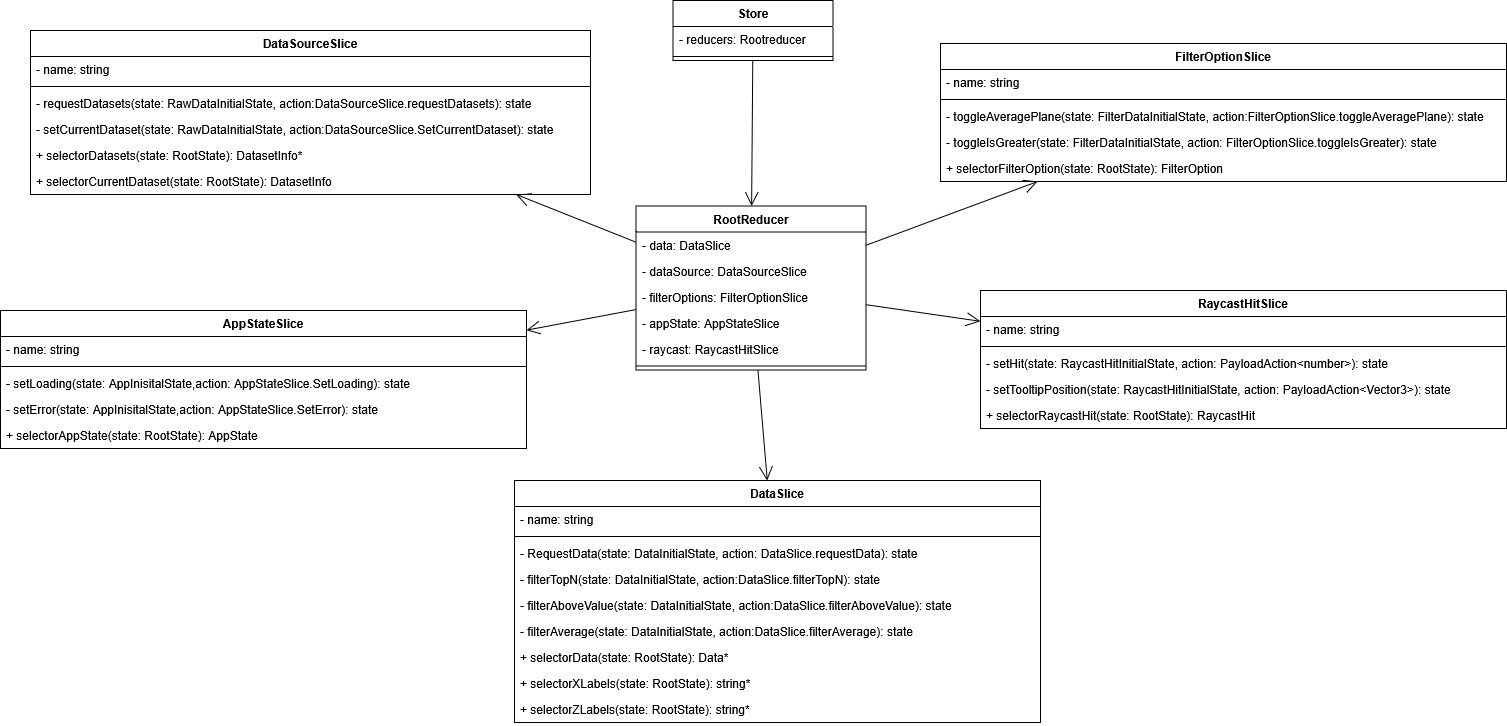 Store
- reducers: Rootreducer
DataSourceSlice
- name: string
- requestDatasets(state: RawDataInitialState, action:DataSourceSlice.requestDatasets): state
- setCurrentDataset(state: RawDataInitialState, action:DataSourceSlice.SetCurrentDataset): state
+ selectorDatasets(state: RootState): DatasetInfo*
+ selectorCurrentDataset(state: RootState): DatasetInfo
FilterOptionSlice
- name: string
- toggleAveragePlane(state: FilterDataInitialState, action:FilterOptionSlice.toggleAveragePlane): state
- toggleIsGreater(state: FilterDataInitialState, action: FilterOptionSlice.toggleIsGreater): state
+ selectorFilterOption(state: RootState): FilterOption
RootReducer
- data: DataSlice
- dataSource: DataSourceSlice
- filterOptions: FilterOptionSlice
- appState: AppStateSlice
- raycast: RaycastHitSlice
AppStateSlice
- name: string
- setLoading(state: AppInisitalState,action: AppStateSlice.SetLoading): state
- setError(state: AppInisitalState,action: AppStateSlice.SetError): state
+ selectorAppState(state: RootState): AppState
RaycastHitSlice
- name: string
- setHit(state: RaycastHitInitialState, action: PayloadAction<number>): state
- setTooltipPosition(state: RaycastHitInitialState, action: PayloadAction<Vector3>): state
+ selectorRaycastHit(state: RootState): RaycastHit
DataSlice
- name: string
- RequestData(state: DataInitialState, action: DataSlice.requestData): state
- filterTopN(state: DataInitialState, action:DataSlice.filterTopN): state
- filterAboveValue(state: DataInitialState, action:DataSlice.filterAboveValue): state
- filterAverage(state: DataInitialState, action:DataSlice.filterAverage): state
+ selectorData(state: RootState): Data*
+ selectorXLabels(state: RootState): string*
+ selectorZLabels(state: RootState): string*